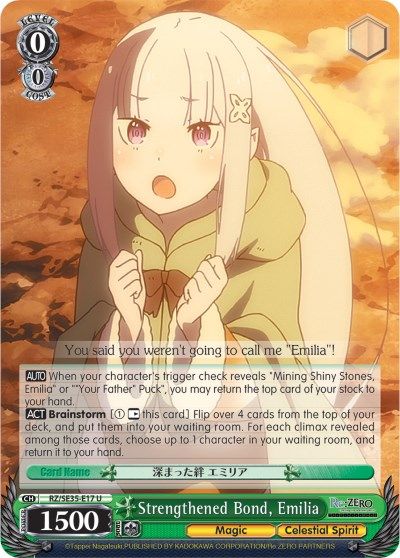 LEVEL
0
0
COST
You said you weren't going to call me "Emilia"!
AUTO When your character's trigger check reveals "Mining Shiny Stones,
Emilia" or ""Your Father" Puck", you may return the top card of your stock to
your hand.
ACT Brainstorm [① this card] Flip over 4 cards from the top of your
deck, and put them into your waiting room. For each climax revealed
among those cards, choose up to 1 character in your waiting room, and
return it to your hand.
Card Name 深まった絆 エミリア
CH RZ/SE35-E17 U
Strengthened Bond, Emilia
Re:ZERO
POWER 1500 SOUL
Magic Celestial Spirit
©Tappei Nagatsuki,PUBLISHED BY KADOKAWA CORPORATION/Re:ZERO PARTNERS